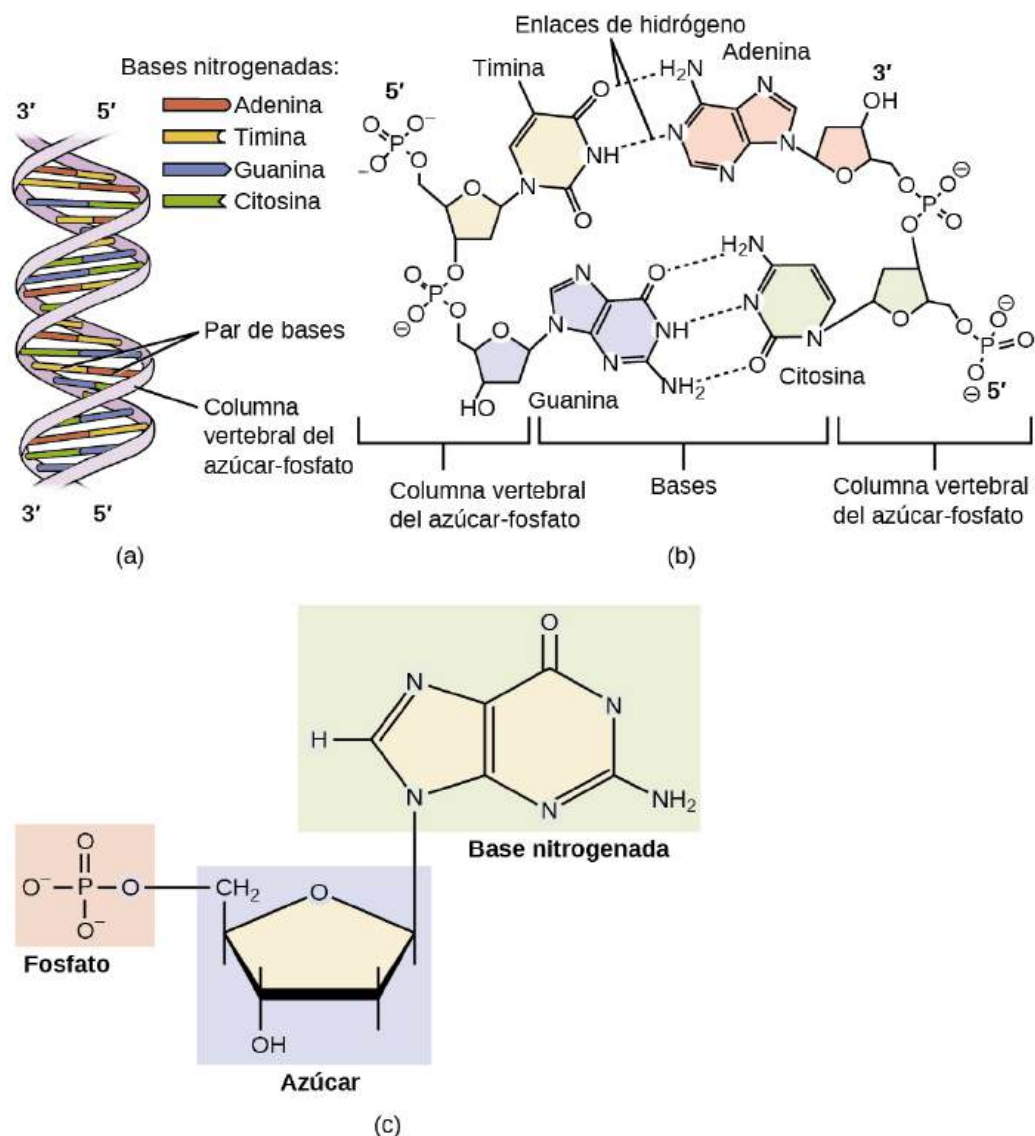 Bases nitrogenadas:
Adenina
Timina
Guanina
Citosina
3′ 5′
Par de bases
Columna
vertebral del
azúcar-fosfato
3′ 5′
(a)
Enlaces de hidrógeno
Timina
Adenina
5′
3′
O
P
O⁻
⁻O
O
O
N
O
NH
O
H₂N
N
N
N
N
O
OH
O
P
O
⊖
O
O
P
O
⊖
O
O
N
N
O
NH
N
NH₂
HO
Guanina
H₂N
N
O
N
Citosina
O
O
P
O
O
⊖
⊖
5′
Columna vertebral
del azúcar-fosfato
Bases
Columna vertebral
del azúcar-fosfato
(b)
O
N
N
H
N
N
NH₂
Base nitrogenada
O
O⁻ P O CH₂
O⁻
Fosfato
O
OH
Azúcar
(c)